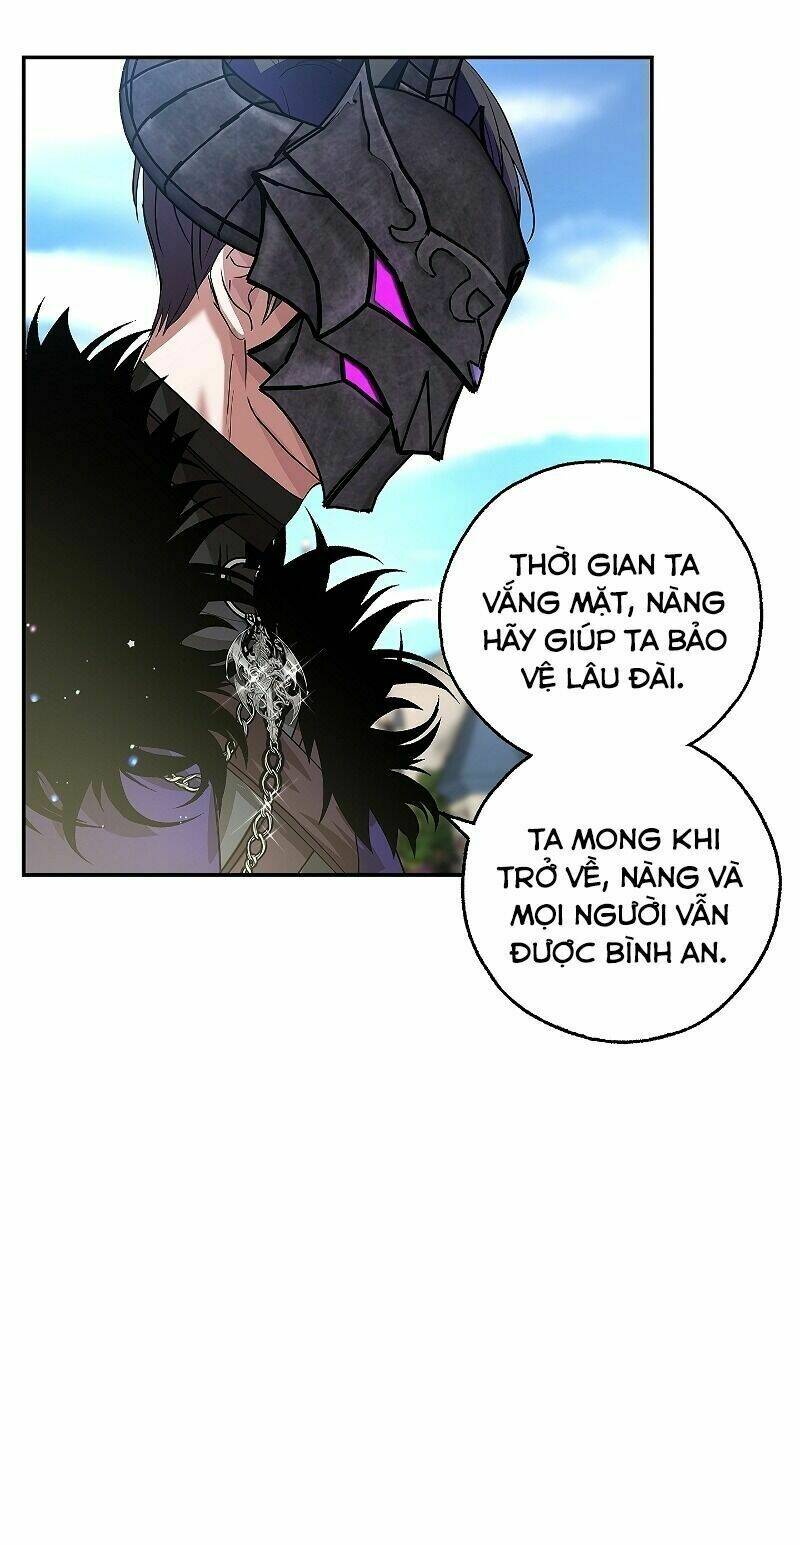 THỜI GIAN TA
VẮNG MẶT, NÀNG
HÃY GIÚP TA BẢO
VỆ LÂU ĐÀI.
TA MONG KHI
TRỞ VỀ, NÀNG VÀ
MỌI NGƯỜI VẪN
ĐƯỢC BÌNH AN.